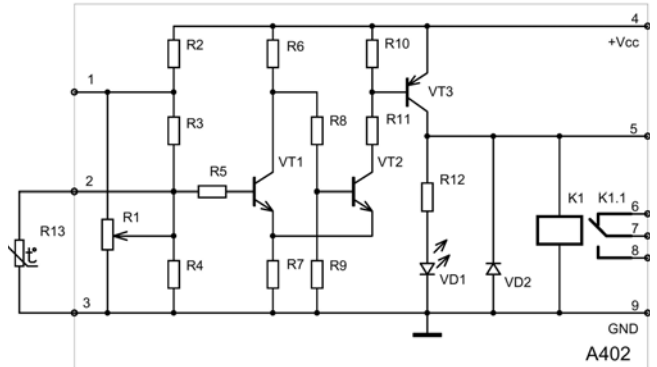 R2
R6
R10
4
+Vcc
1
VT3
R3
R8
R11
5
R5
VT1
VT2
R12
K1
K1.1
2
6
R13
R1
7
t°
8
R4
R7
R9
VD1
VD2
3
9
GND
A402